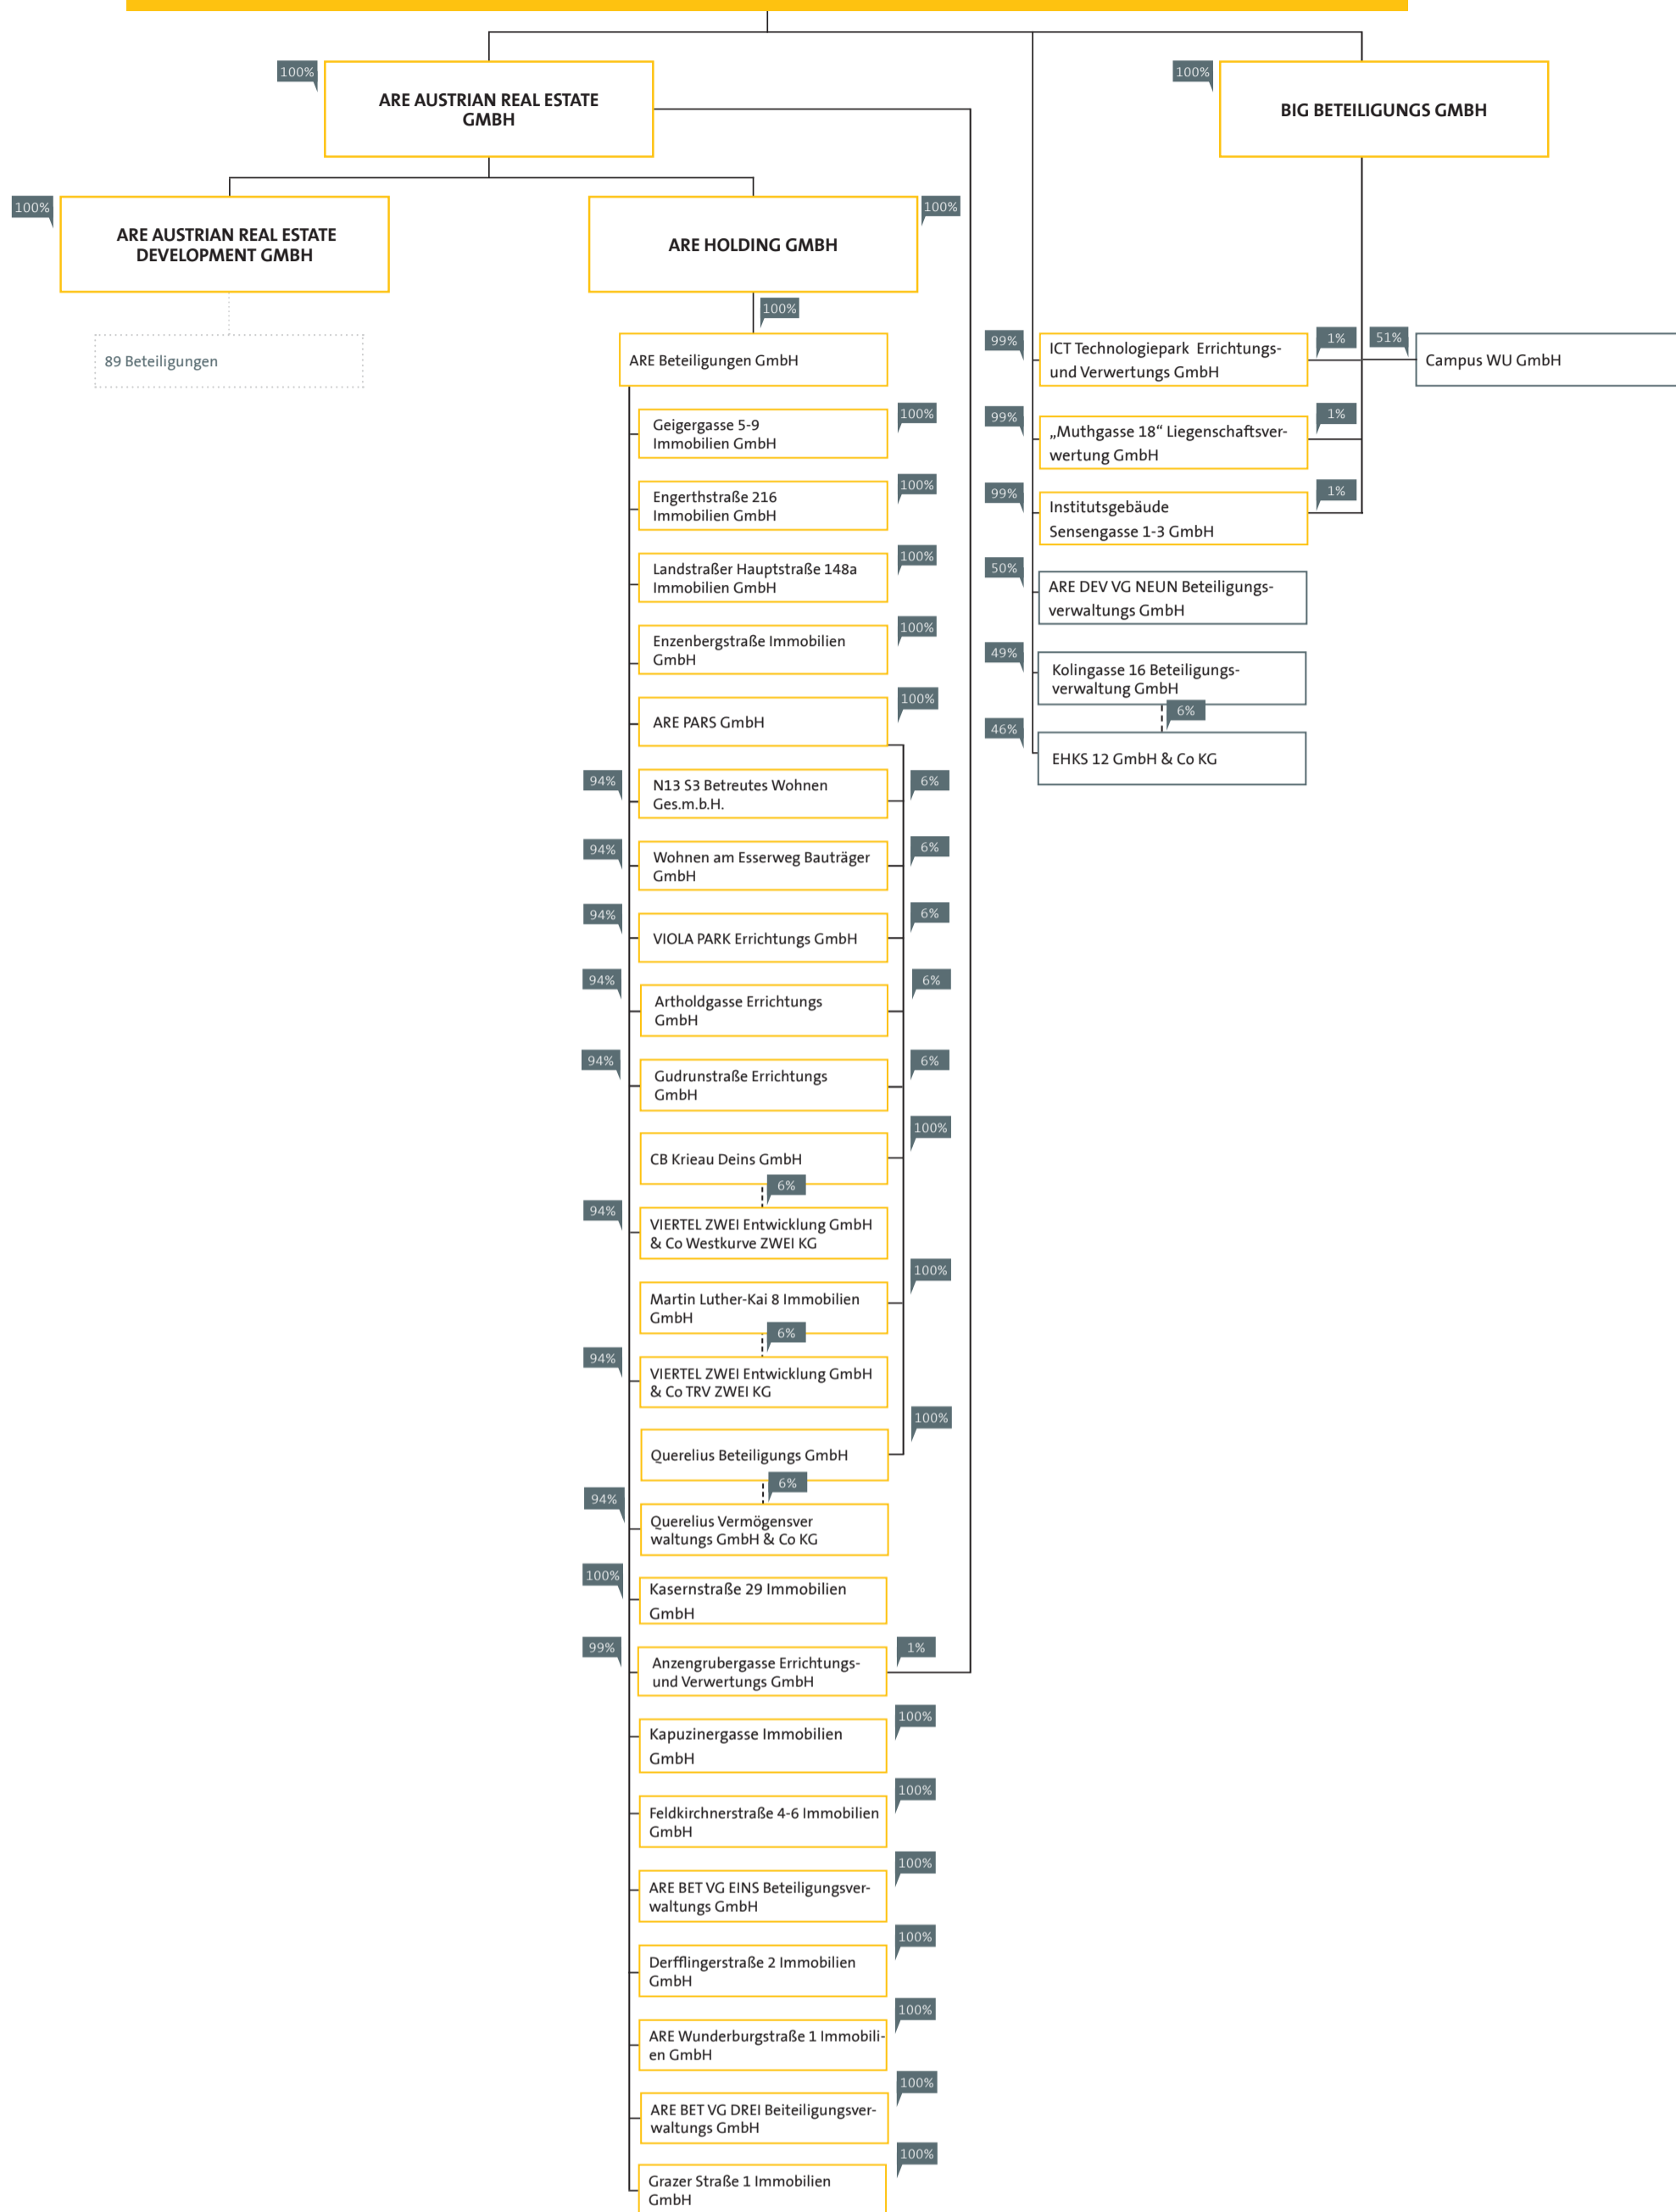 100%
ARE AUSTRIAN REAL ESTATE
GMBH
100%
BIG BETEILIGUNGS GMBH
100%
ARE AUSTRIAN REAL ESTATE
DEVELOPMENT GMBH
100%
ARE HOLDING GMBH
89 Beteiligungen
100%
ARE Beteiligungen GmbH
100%
Geigergasse 5-9
Immobilien GmbH
100%
Engerthstraße 216
Immobilien GmbH
100%
Landstraßer Hauptstraße 148a
Immobilien GmbH
100%
Enzenbergstraße Immobilien
GmbH
100%
ARE PARS GmbH
94%
N13 S3 Betreutes Wohnen
Ges.m.b.H.
6%
94%
Wohnen am Esserweg Bauträger
GmbH
6%
94%
VIOLA PARK Errichtungs GmbH
6%
94%
Artholdgasse Errichtungs
GmbH
6%
94%
Gudrunstraße Errichtungs
GmbH
6%
100%
CB Krieau Deins GmbH
6%
94%
VIERTEL ZWEI Entwicklung GmbH
& Co Westkurve ZWEI KG
100%
Martin Luther-Kai 8 Immobilien
GmbH
6%
94%
VIERTEL ZWEI Entwicklung GmbH
& Co TRV ZWEI KG
100%
Querelius Beteiligungs GmbH
6%
94%
Querelius Vermögensver
waltungs GmbH & Co KG
100%
Kasernstraße 29 Immobilien
GmbH
99%
Anzengrubergasse Errichtungs-
und Verwertungs GmbH
1%
100%
Kapuzinergasse Immobilien
GmbH
100%
Feldkirchnerstraße 4-6 Immobilien
GmbH
100%
ARE BET VG EINS Beteiligungsver-
waltungs GmbH
100%
Derfflingerstraße 2 Immobilien
GmbH
100%
ARE Wunderburgstraße 1 Immobili-
en GmbH
100%
ARE BET VG DREI Beiteiligungsver-
waltungs GmbH
100%
Grazer Straße 1 Immobilien
GmbH
99%
ICT Technologiepark Errichtungs-
und Verwertungs GmbH
1%
51%
Campus WU GmbH
99%
„Muthgasse 18“ Liegenschaftsver-
wertung GmbH
1%
99%
Institutsgebäude
Sensengasse 1-3 GmbH
1%
50%
ARE DEV VG NEUN Beteiligungs-
verwaltungs GmbH
49%
Kolingasse 16 Beteiligungs-
verwaltung GmbH
6%
46%
EHKS 12 GmbH & Co KG